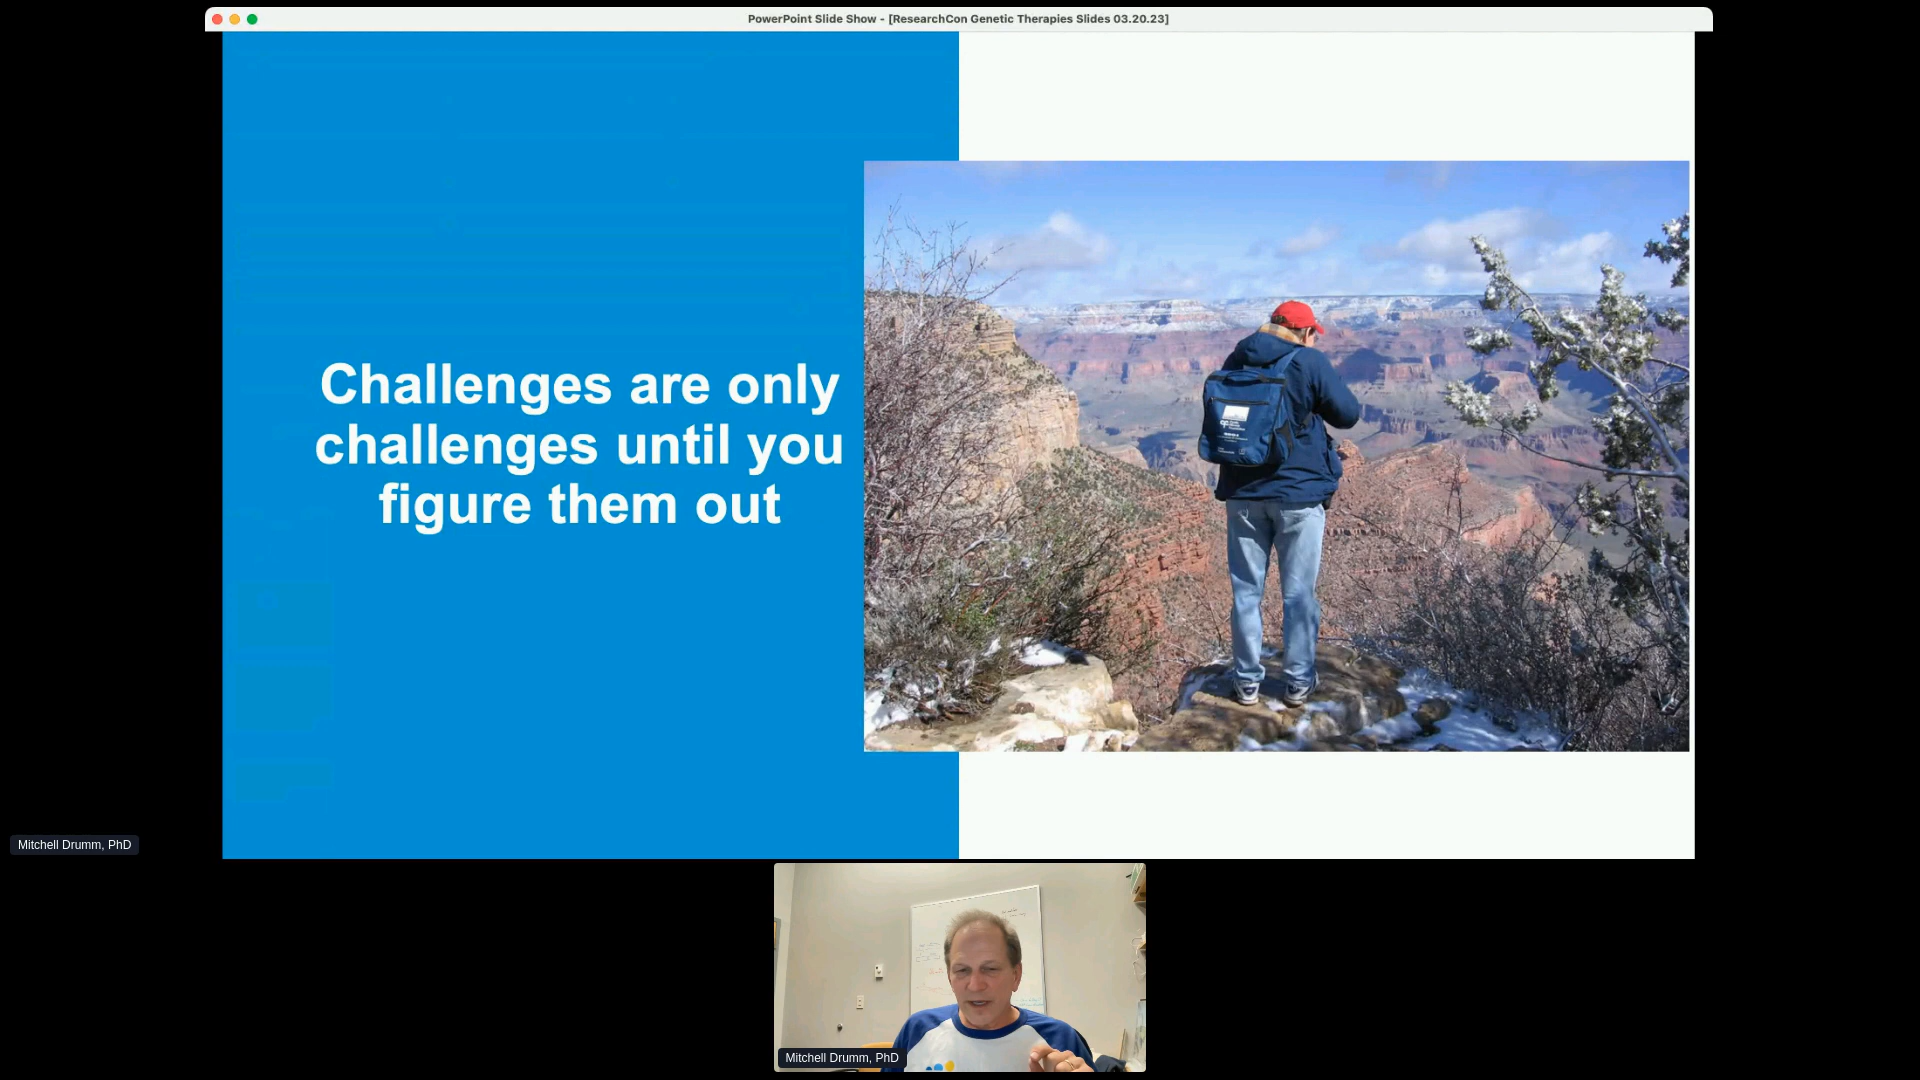 PowerPoint Slide Show - [ResearchCon Genetic Therapies Slides 03.20.23]
Challenges are only
challenges until you
figure them out
Mitchell Drumm, PhD
Mitchell Drumm, PhD